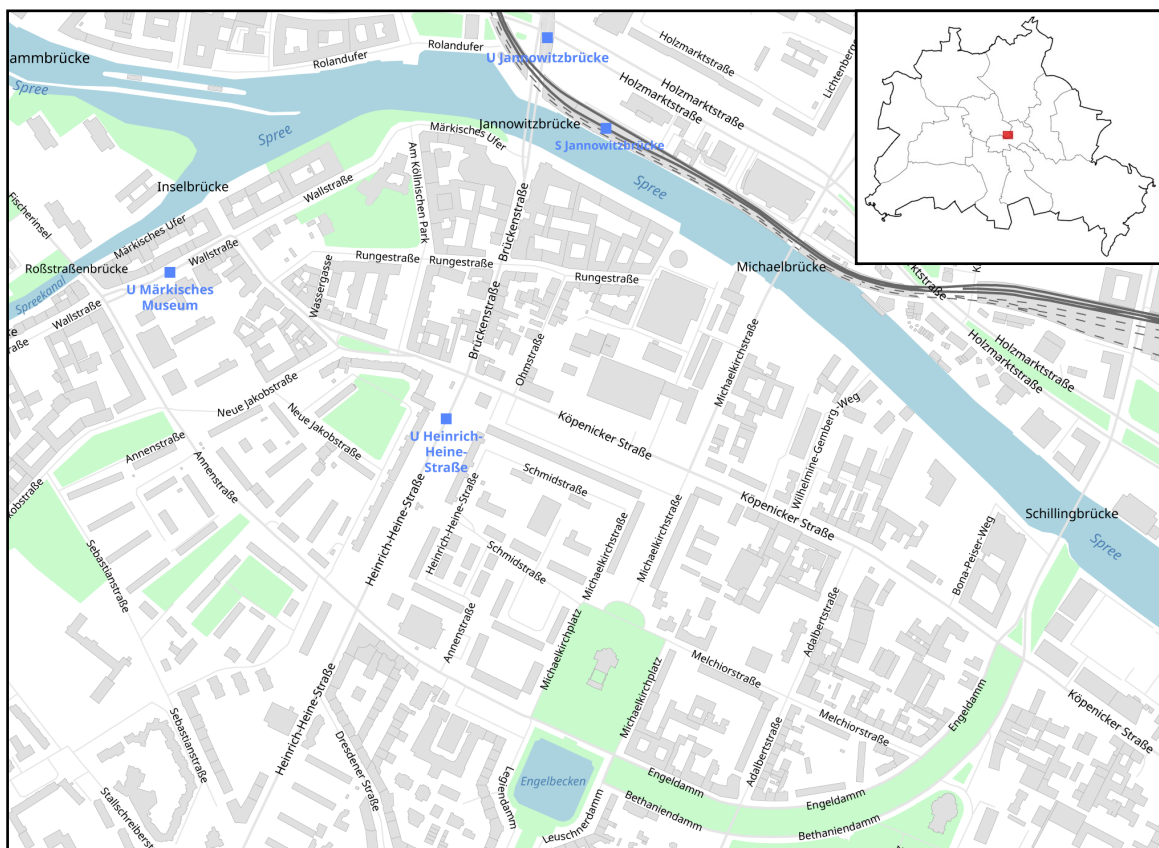 Rolandufer
Rolandufer
ammbrücke
Spree
U Jannowitzbrücke
Holzmarktstraße
Holzmarktstraße
Holzmarktstraße
Spree
Jannowitzbrücke
Märkisches Ufer
S Jannowitzbrücke
Inselbrücke
Wallstraße
Am Köllnischen Park
Spree
Fischerinsel
Märkisches Ufer
Wallstraße
Brückenstraße
Roßstraßenbrücke
Rungestraße
Rungestraße
Rungestraße
Michaelbrücke
Spreekanal
U Märkisches
Museum
Wassergasse
Wallstraße
Brückenstraße
Ohmstraße
Michaelkirchstraße
Holzmarktstraße
Holzmarktstraße
Neue Jakobstraße
Neue Jakobstraße
U Heinrich-
Heine-
Straße
Köpenicker Straße
Wilhelmine-Gemberg-Weg
Annenstraße
Annenstraße
Schmidstraße
Heinrich-Heine-Straße
Heinrich-Heine-Straße
Köpenicker Straße
Schillingbrücke
Spree
Sebastianstraße
Schmidstraße
Michaelkirchstraße
Michaelkirchstraße
Bona-Peiser-Weg
Annenstraße
Michaelkirchplatz
Michaelkirchplatz
Adalbertstraße
Melchiorstraße
Melchiorstraße
Engeldamm
Köpenicker Straße
Heinrich-Heine-Straße
Sebastianstraße
Dresdener Straße
Adalbertstraße
Engelbecken
Legiendamm
Leuschnerdamm
Engeldamm
Engeldamm
Bethaniendamm
Bethaniendamm